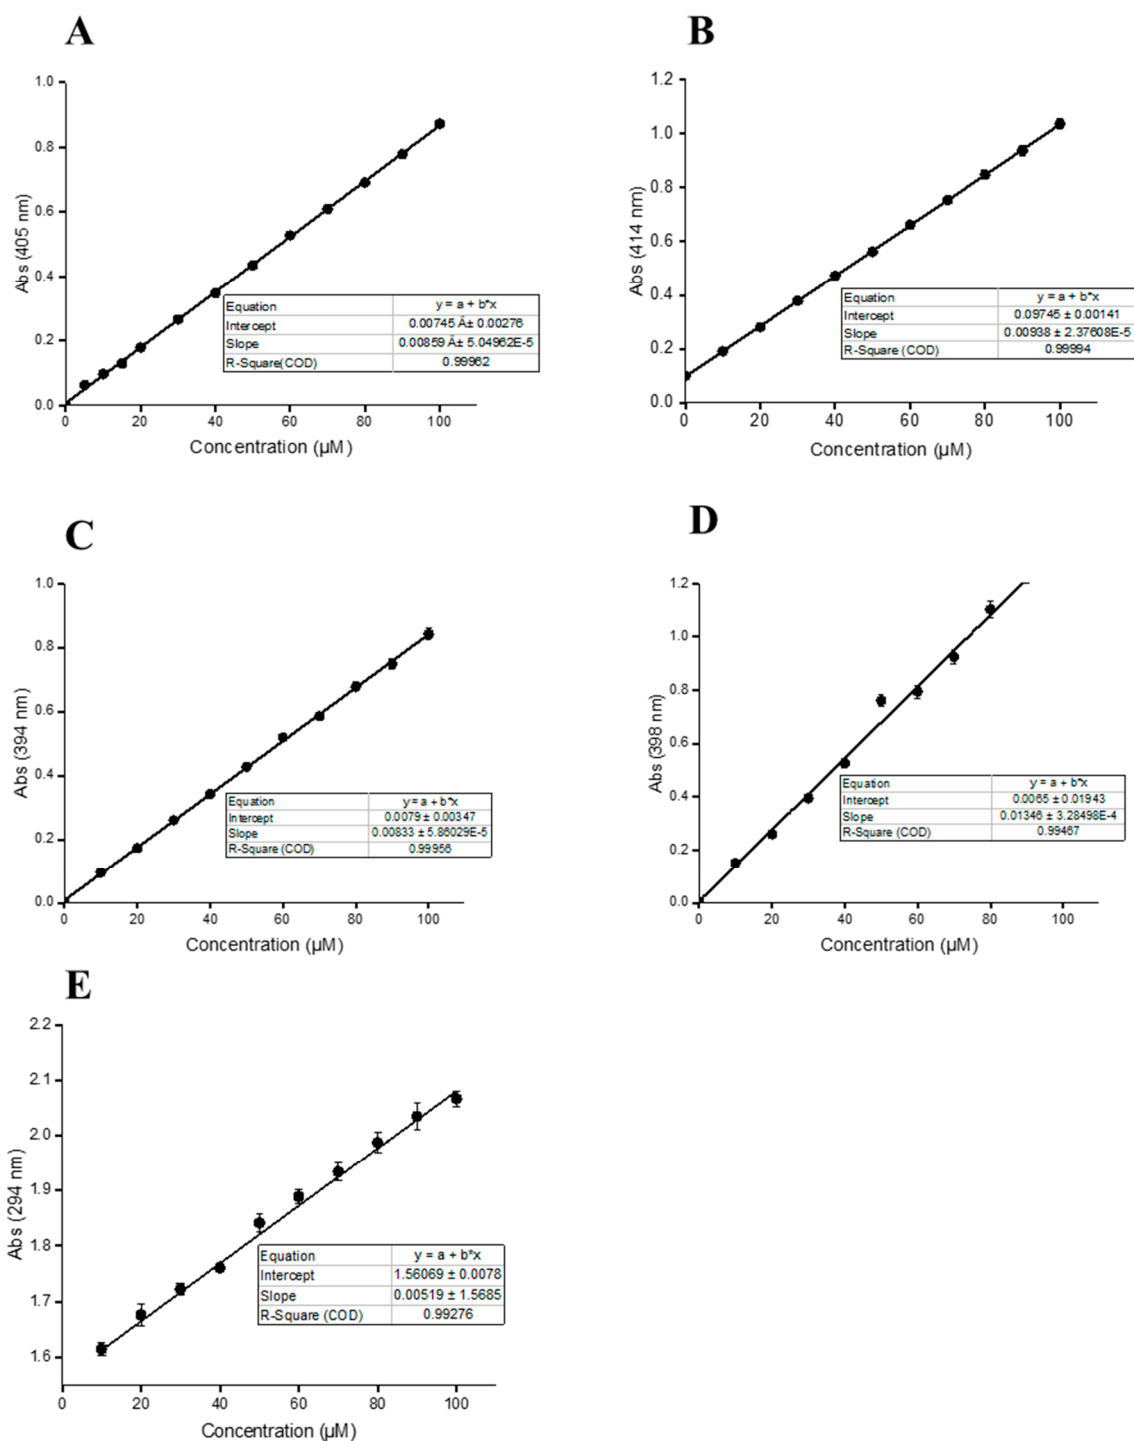 A
1.0
0.8
0.6
0.4
0.2
0.0
20
40
60
80
100
Abs (405 nm)
Concentration (µM)
Equation y = a + b*x
Intercept 0.00745 Â± 0.00276
Slope 0.00859 Â± 5.04962E-5
R-Square(COD) 0.99962
B
1.2
1.0
0.8
0.6
0.4
0.2
0.0
0
20
40
60
80
100
Abs (414 nm)
Concentration (µM)
Equation y = a + b*x
Intercept 0.09745 ± 0.00141
Slope 0.00938 ± 2.37608E-5
R-Square (COD) 0.99994
C
1.0
0.8
0.6
0.4
0.2
0.0
0
20
40
60
80
100
Abs (394 nm)
Concentration (µM)
Equation y = a + b*x
Intercept 0.0079 ± 0.00347
Slope 0.00833 ± 5.86029E-5
R-Square (COD) 0.99956
D
1.2
1.0
0.8
0.6
0.4
0.2
0.0
0
20
40
60
80
100
Abs (398 nm)
Concentration (µM)
Equation y = a + b*x
Intercept 0.0065 ± 0.01943
Slope 0.01346 ± 3.28498E-4
R-Square (COD) 0.99467
E
2.2
2.1
2.0
1.9
1.8
1.7
1.6
0
20
40
60
80
100
Abs (294 nm)
Concentration (µM)
Equation y = a + b*x
Intercept 1.56069 ± 0.0078
Slope 0.00519 ± 1.5685
R-Square (COD) 0.99276